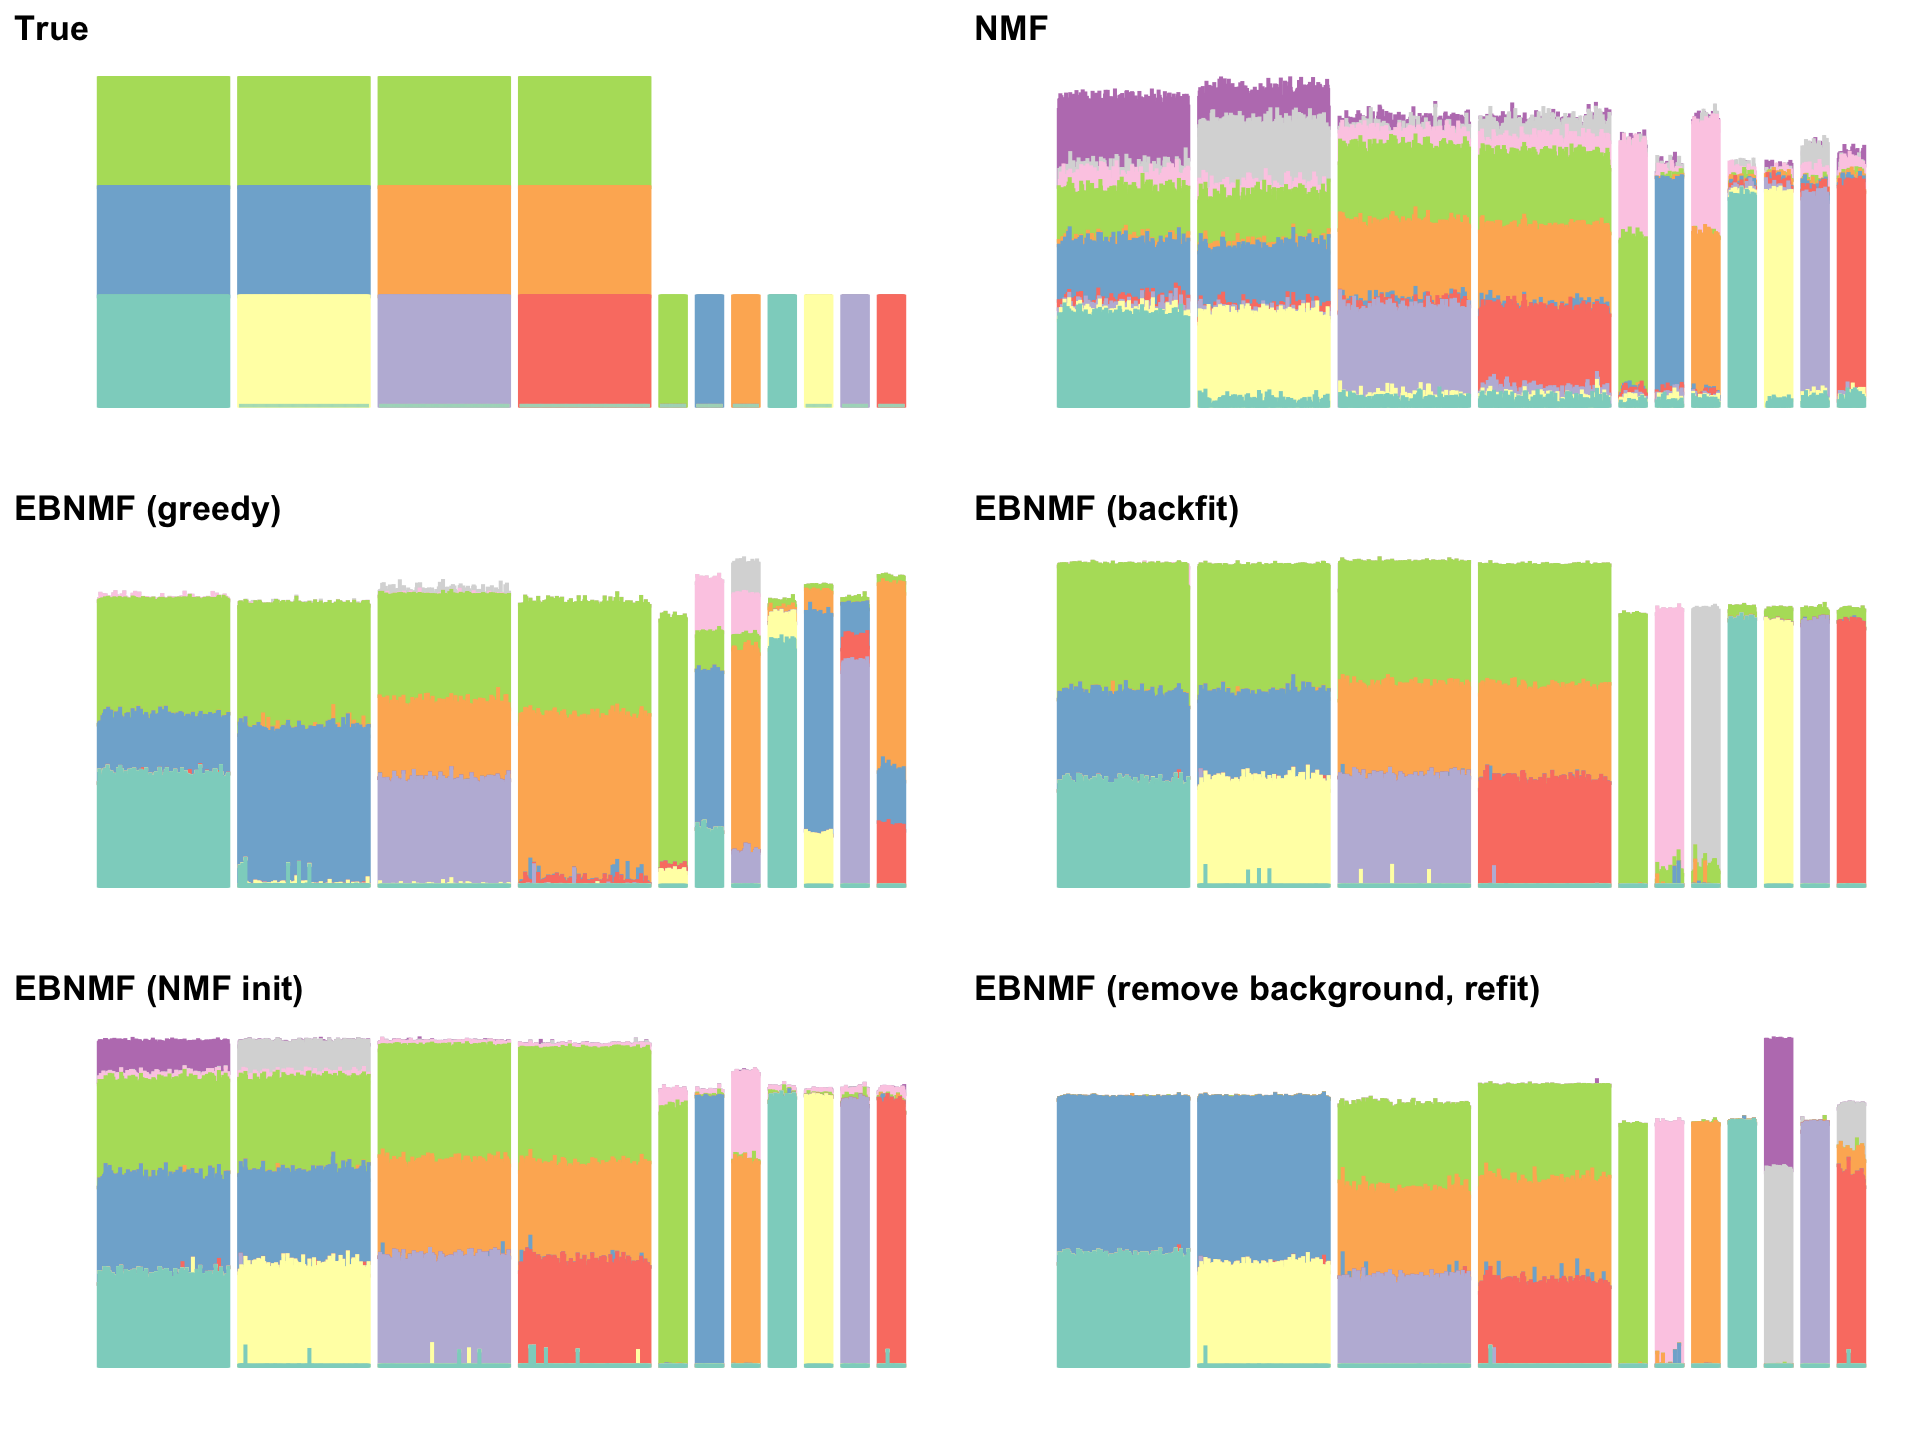 True
NMF
EBNMF (greedy)
EBNMF (backfit)
EBNMF (NMF init)
EBNMF (remove background, refit)